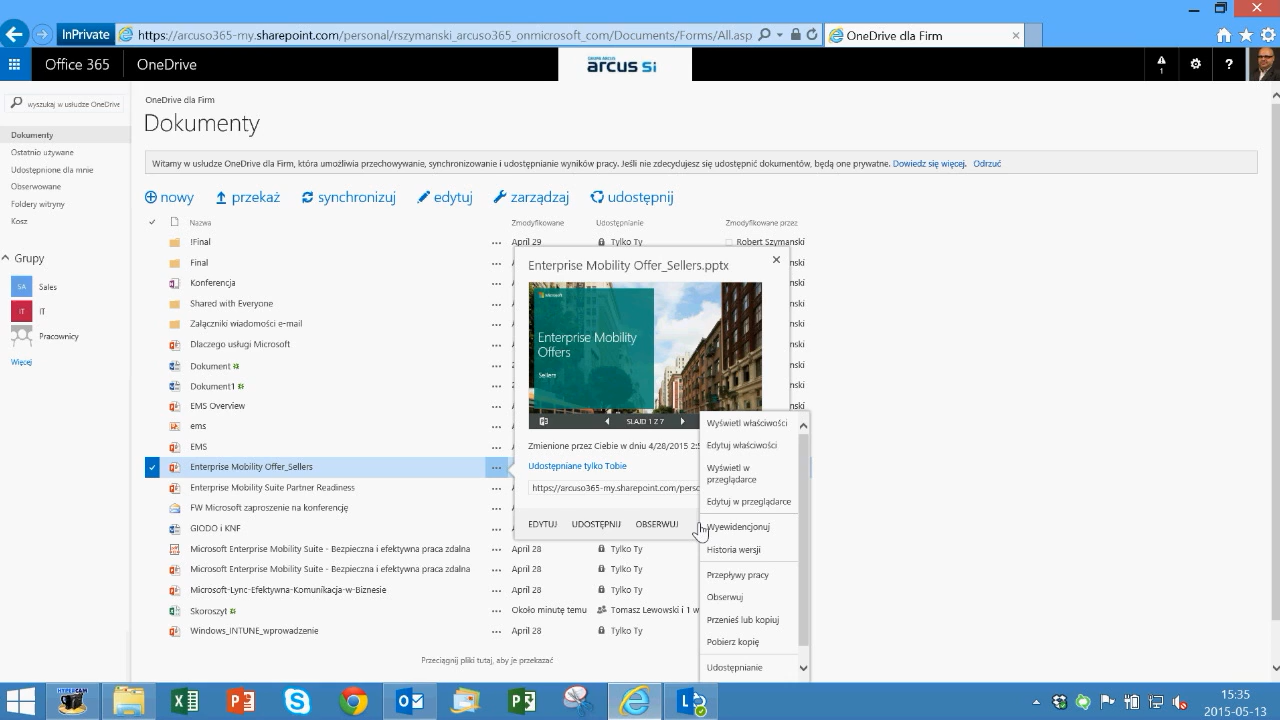 InPrivate
https://arcuso365-my.sharepoint.com/personal/rszymanski_arcuso365_onmicrosoft_com/Documents/Forms/All.asp
OneDrive dla Firm
Office 365
OneDrive
GRUPA ARCUS
arcus si
1
wyszukaj w usłudze OneDrive
OneDrive dla Firm
Dokumenty
Dokumenty
Ostatnio używane
Udostępnione dla mnie
Obserwowane
Foldery witryny
Kosz
Grupy
SA Sales
IT IT
Pracownicy
Więcej
Witamy w usłudze OneDrive dla Firm, która umożliwia przechowywanie, synchronizowanie i udostępnianie wyników pracy. Jeśli nie zdecydujesz się udostępnić dokumentów, będą one prywatne. Dowiedz się więcej. Odrzuć
nowy przekaż synchronizuj edytuj zarządzaj udostępnij
Nazwa Zmodyfikowane Udostępnianie Zmodyfikowane przez
!Final ... April 29 Tylko Ty Robert Szymański
Final ...
Konferencja ...
Shared with Everyone ...
Załączniki wiadomości e-mail ...
Dlaczego usługi Microsoft ...
Dokument ...
Dokument1 ...
EMS Overview ...
ems ...
EMS ...
Enterprise Mobility Offer_Sellers ...
Enterprise Mobility Suite Partner Readiness ...
FW Microsoft zaproszenie na konferencję ...
GIODO i KNF ...
Microsoft Enterprise Mobility Suite - Bezpieczna i efektywna praca zdalna ... April 28 Tylko Ty
Microsoft Enterprise Mobility Suite - Bezpieczna i efektywna praca zdalna ... April 28 Tylko Ty
Microsoft-Lync-Efektywna-Komunikacja-w-Biznesie ... April 28 Tylko Ty
Skoroszyt ... Około minutę temu Tomasz Lewowski i 1 w
Windows_INTUNE_wprowadzenie ... April 28 Tylko Ty
Przeciągnij pliki tutaj, aby je przekazać
Enterprise Mobility Offer_Sellers.pptx
Microsoft
Enterprise Mobility
Offers
Sellers
SLAJD 1 Z 7
Zmienione przez Ciebie w dniu 4/28/2015 2:5
Udostępniane tylko Tobie
https://arcuso365-my.sharepoint.com/perso
EDYTUJ UDOSTĘPNIJ OBSERWUJ
Wyświetl właściwości
Edytuj właściwości
Wyświetl w
przeglądarce
Edytuj w przeglądarce
Wyewidencjonuj
Historia wersji
Przepływy pracy
Obserwuj
Przenieś lub kopiuj
Pobierz kopię
Udostępnianie
HYPERCAM
15:35
2015-05-13